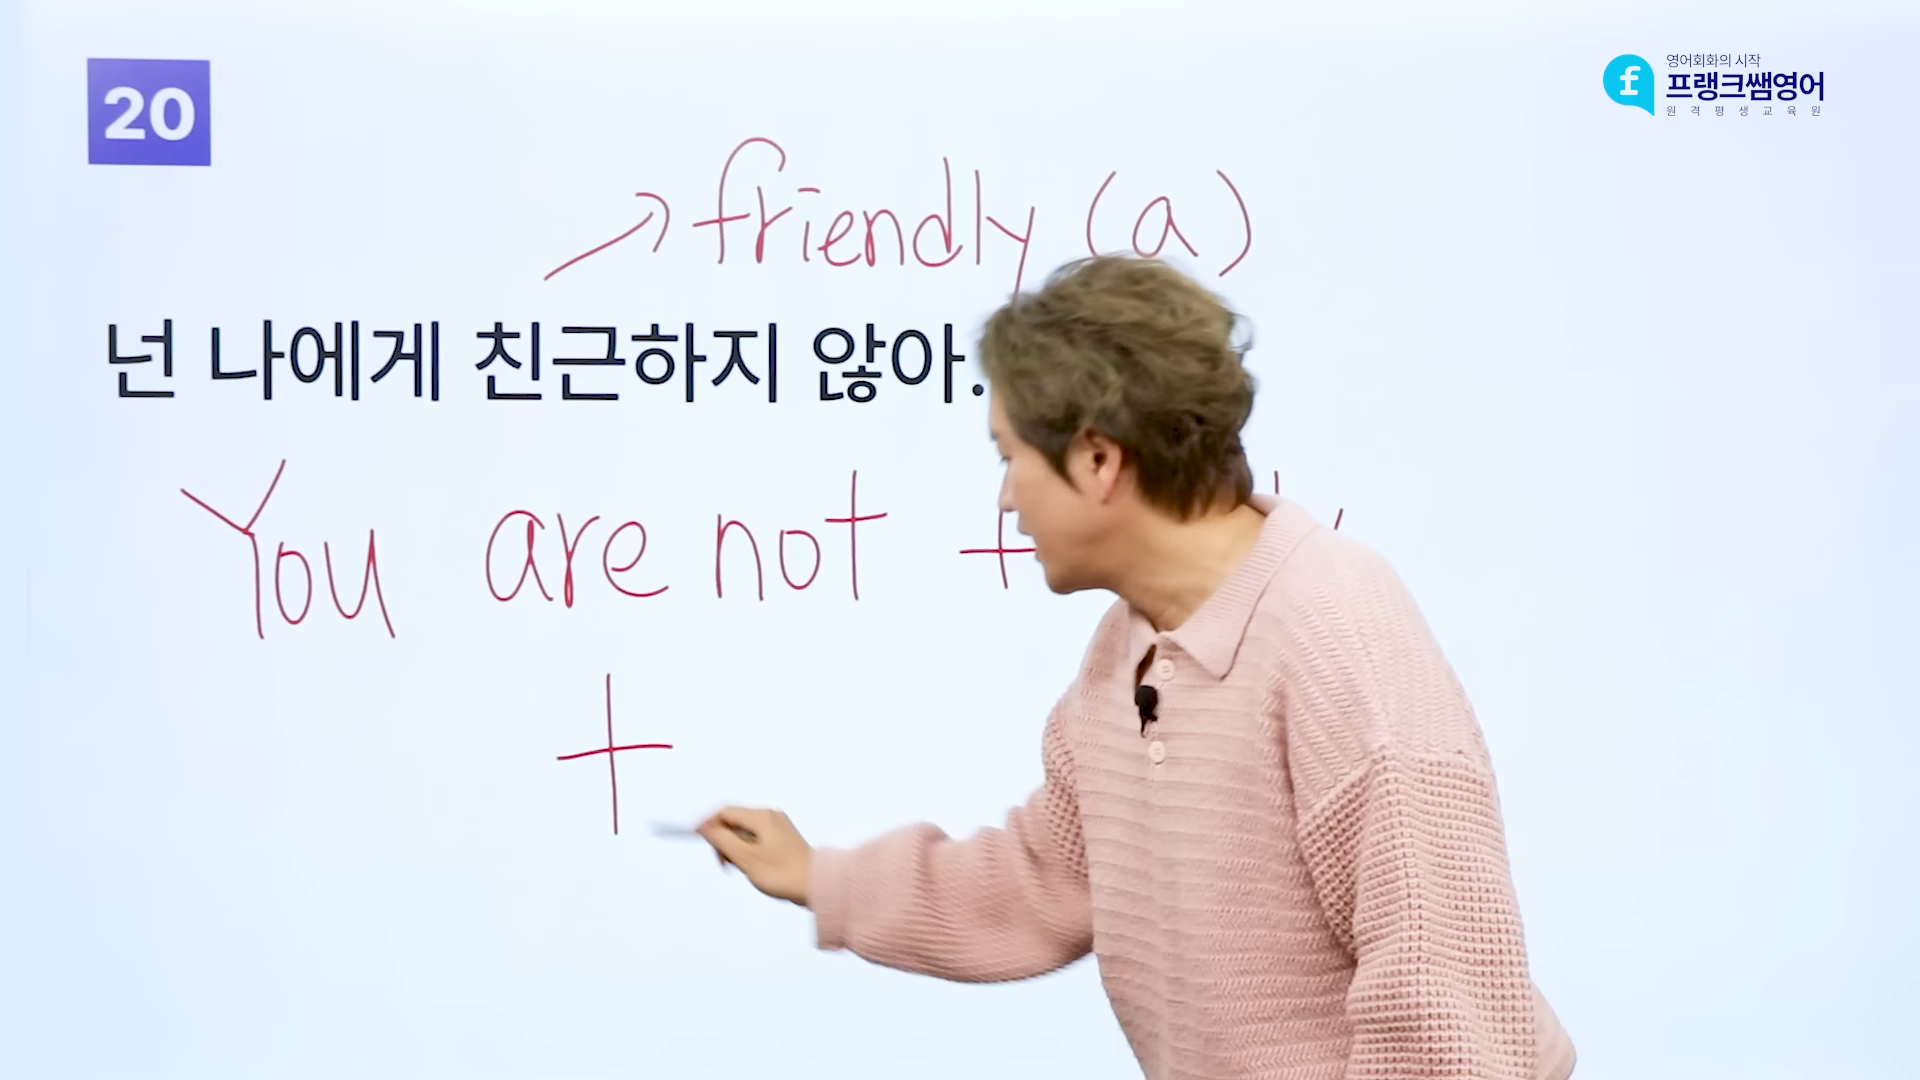 20
영어회화의 시작
프랭크쌤영어
원격평생교육원
friendly (a)
넌 나에게 친근하지 않아.
You are not
+